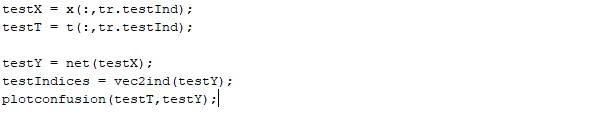 testX = x(:,tr.testInd);
testT = t(:,tr.testInd);
testY = net(testX);
testIndices = vec2ind(testY);
plotconfusion(testT,testY);